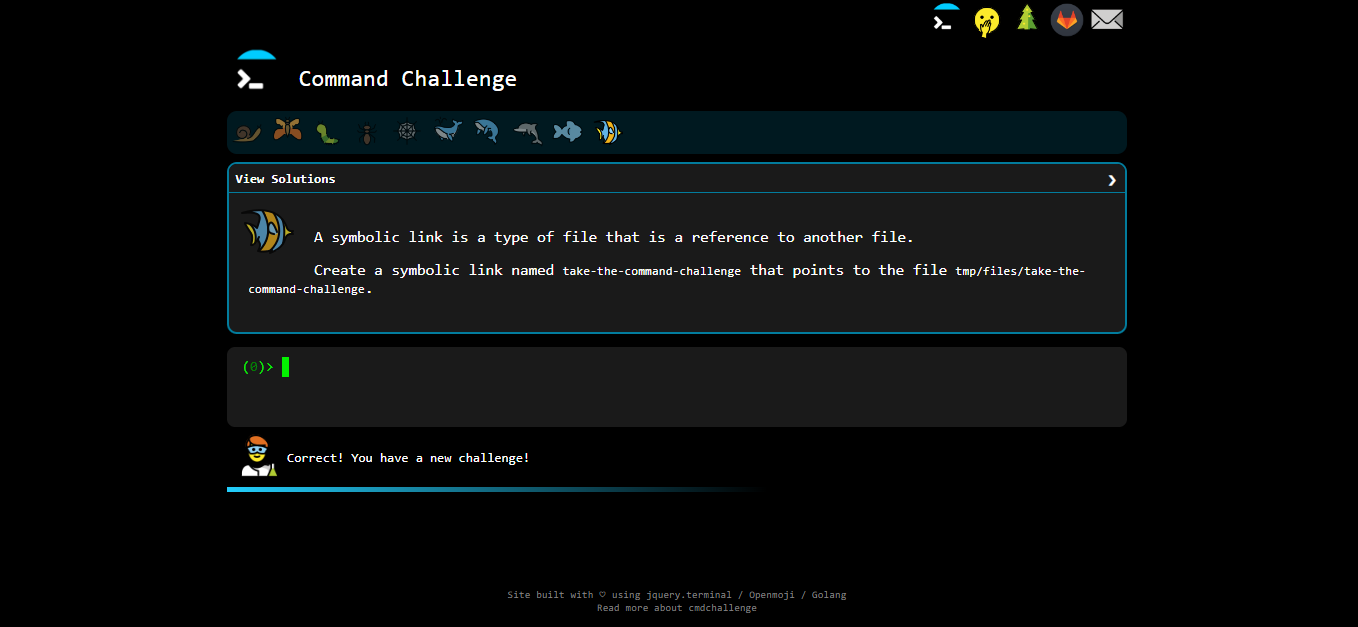 Command Challenge
View Solutions
A symbolic link is a type of file that is a reference to another file.
Create a symbolic link named take-the-command-challenge that points to the file tmp/files/take-the-
command-challenge.
(0)>
Correct! You have a new challenge!
Site built with ♡ using jquery.terminal / Openmoji / Golang
Read more about cmdchallenge